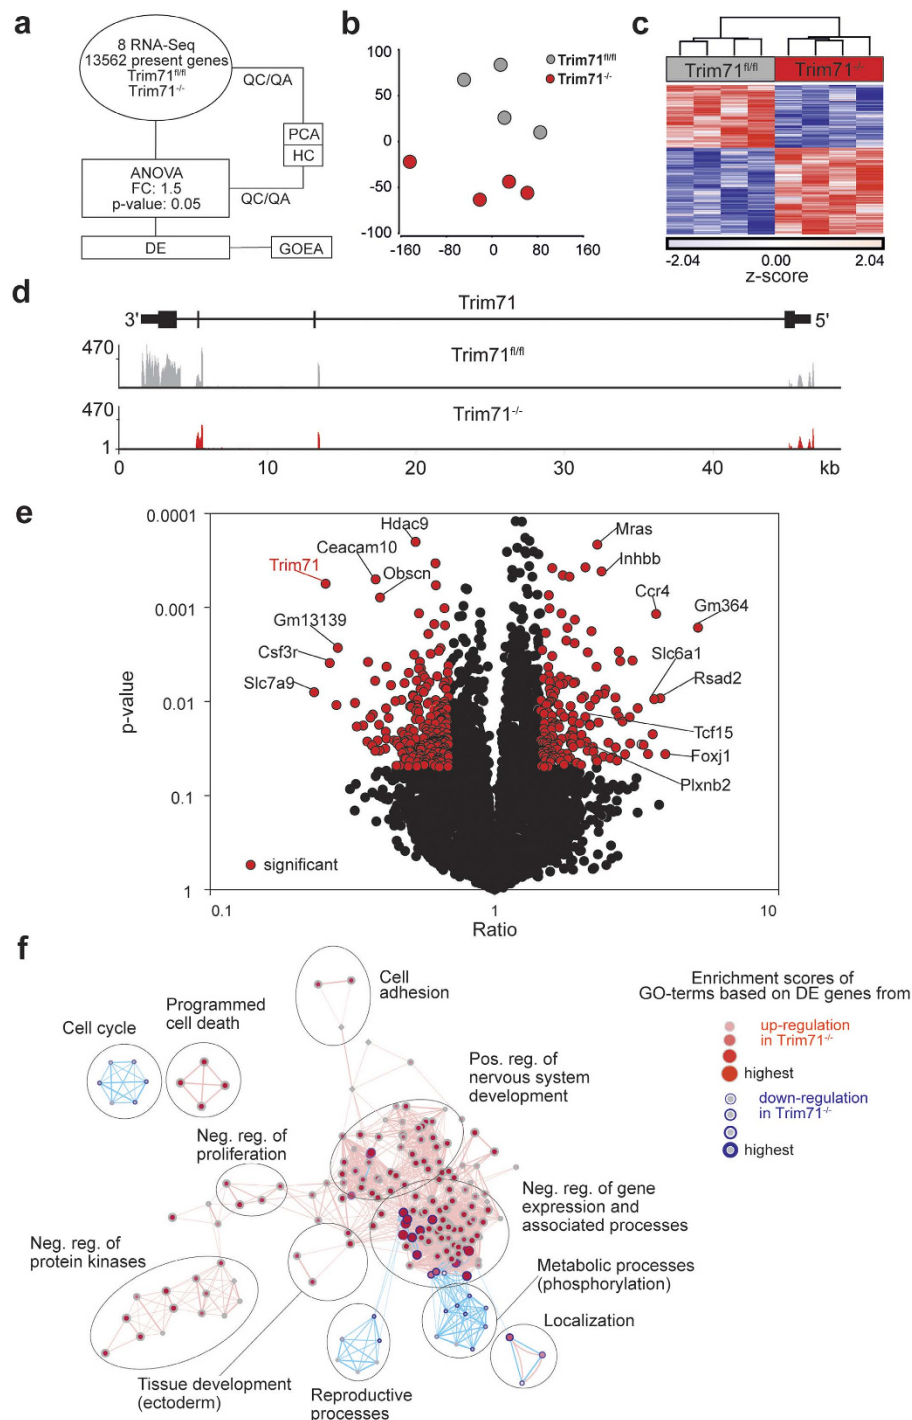 a
8 RNA-Seq
13562 present genes
Trim71fl/fl
Trim71-/-
QC/QA
PCA
HC
ANOVA
FC: 1.5
p-value: 0.05
QC/QA
DE
GOEA
b
100
50
0
-50
-100
-160
-80
0
80
160
Trim71fl/fl
Trim71-/-
c
Trim71fl/fl
Trim71-/-
-2.04
0.00
2.04
z-score
d
Trim71
3'
5'
470
Trim71fl/fl
470
Trim71-/-
1
0
10
20
30
40
kb
e
0.0001
0.001
0.01
0.1
1
p-value
Hdac9
Ceacam10
Trim71
Obscn
Gm13139
Csf3r
Slc7a9
Mras
Inhbb
Ccr4
Gm364
Slc6a1
Rsad2
Tcf15
Foxj1
Plxnb2
significant
0.1
1
10
Ratio
f
Cell
adhesion
Programmed
cell death
Cell cycle
Pos. reg. of
nervous system
development
Neg. reg. of
proliferation
Neg. reg. of gene
expression and
associated processes
Neg. reg. of
protein kinases
Metabolic processes
(phosphorylation)
Localization
Tissue development
(ectoderm)
Reproductive
processes
Enrichment scores of
GO-terms based on DE genes from
up-regulation
in Trim71-/-
highest
down-regulation
in Trim71-/-
highest